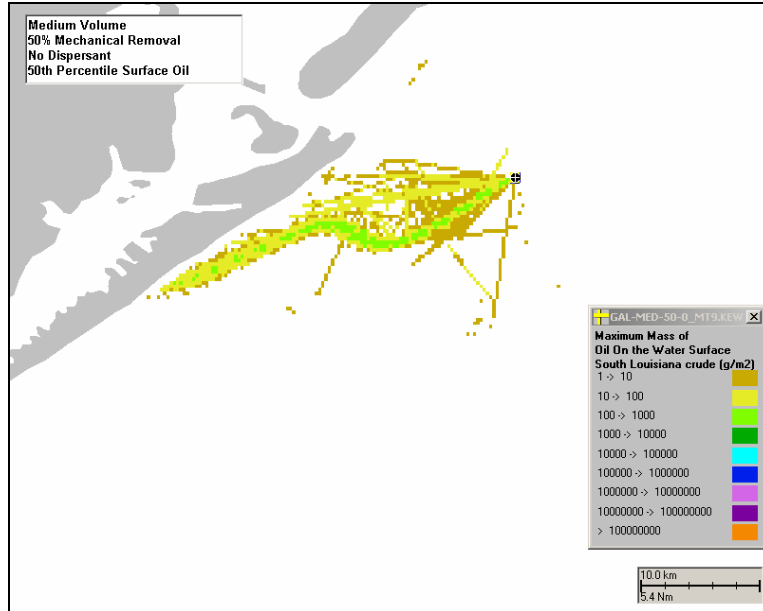 Medium Volume
50% Mechanical Removal
No Dispersant
50th Percentile Surface Oil
GAL-MED-50-0_MT9.KEW
Maximum Mass of
Oil On the Water Surface
South Louisiana crude (g/m2)
1 -> 10
10 -> 100
100 -> 1000
1000 -> 10000
10000 -> 100000
100000 -> 1000000
1000000 -> 10000000
10000000 -> 100000000
> 100000000
10.0 km
5.4 Nm